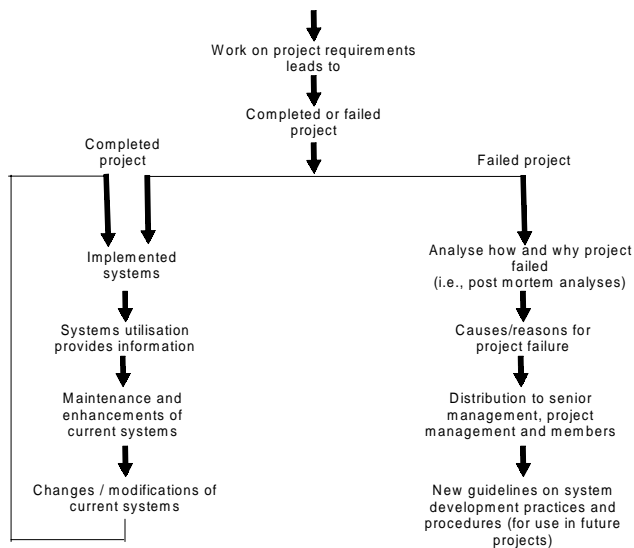 Work on project requirements
leads to
Completed or failed
project
Completed
project
Failed project
Implemented
systems
Analyse how and why project
failed
(i.e., post mortem analyses)
Systems utilisation
provides information
Causes/reasons for
project failure
Maintenance and
enhancements of
current systems
Distribution to senior
management, project
management and members
Changes / modifications of
current systems
New guidelines on system
development practices and
procedures (for use in future
projects)